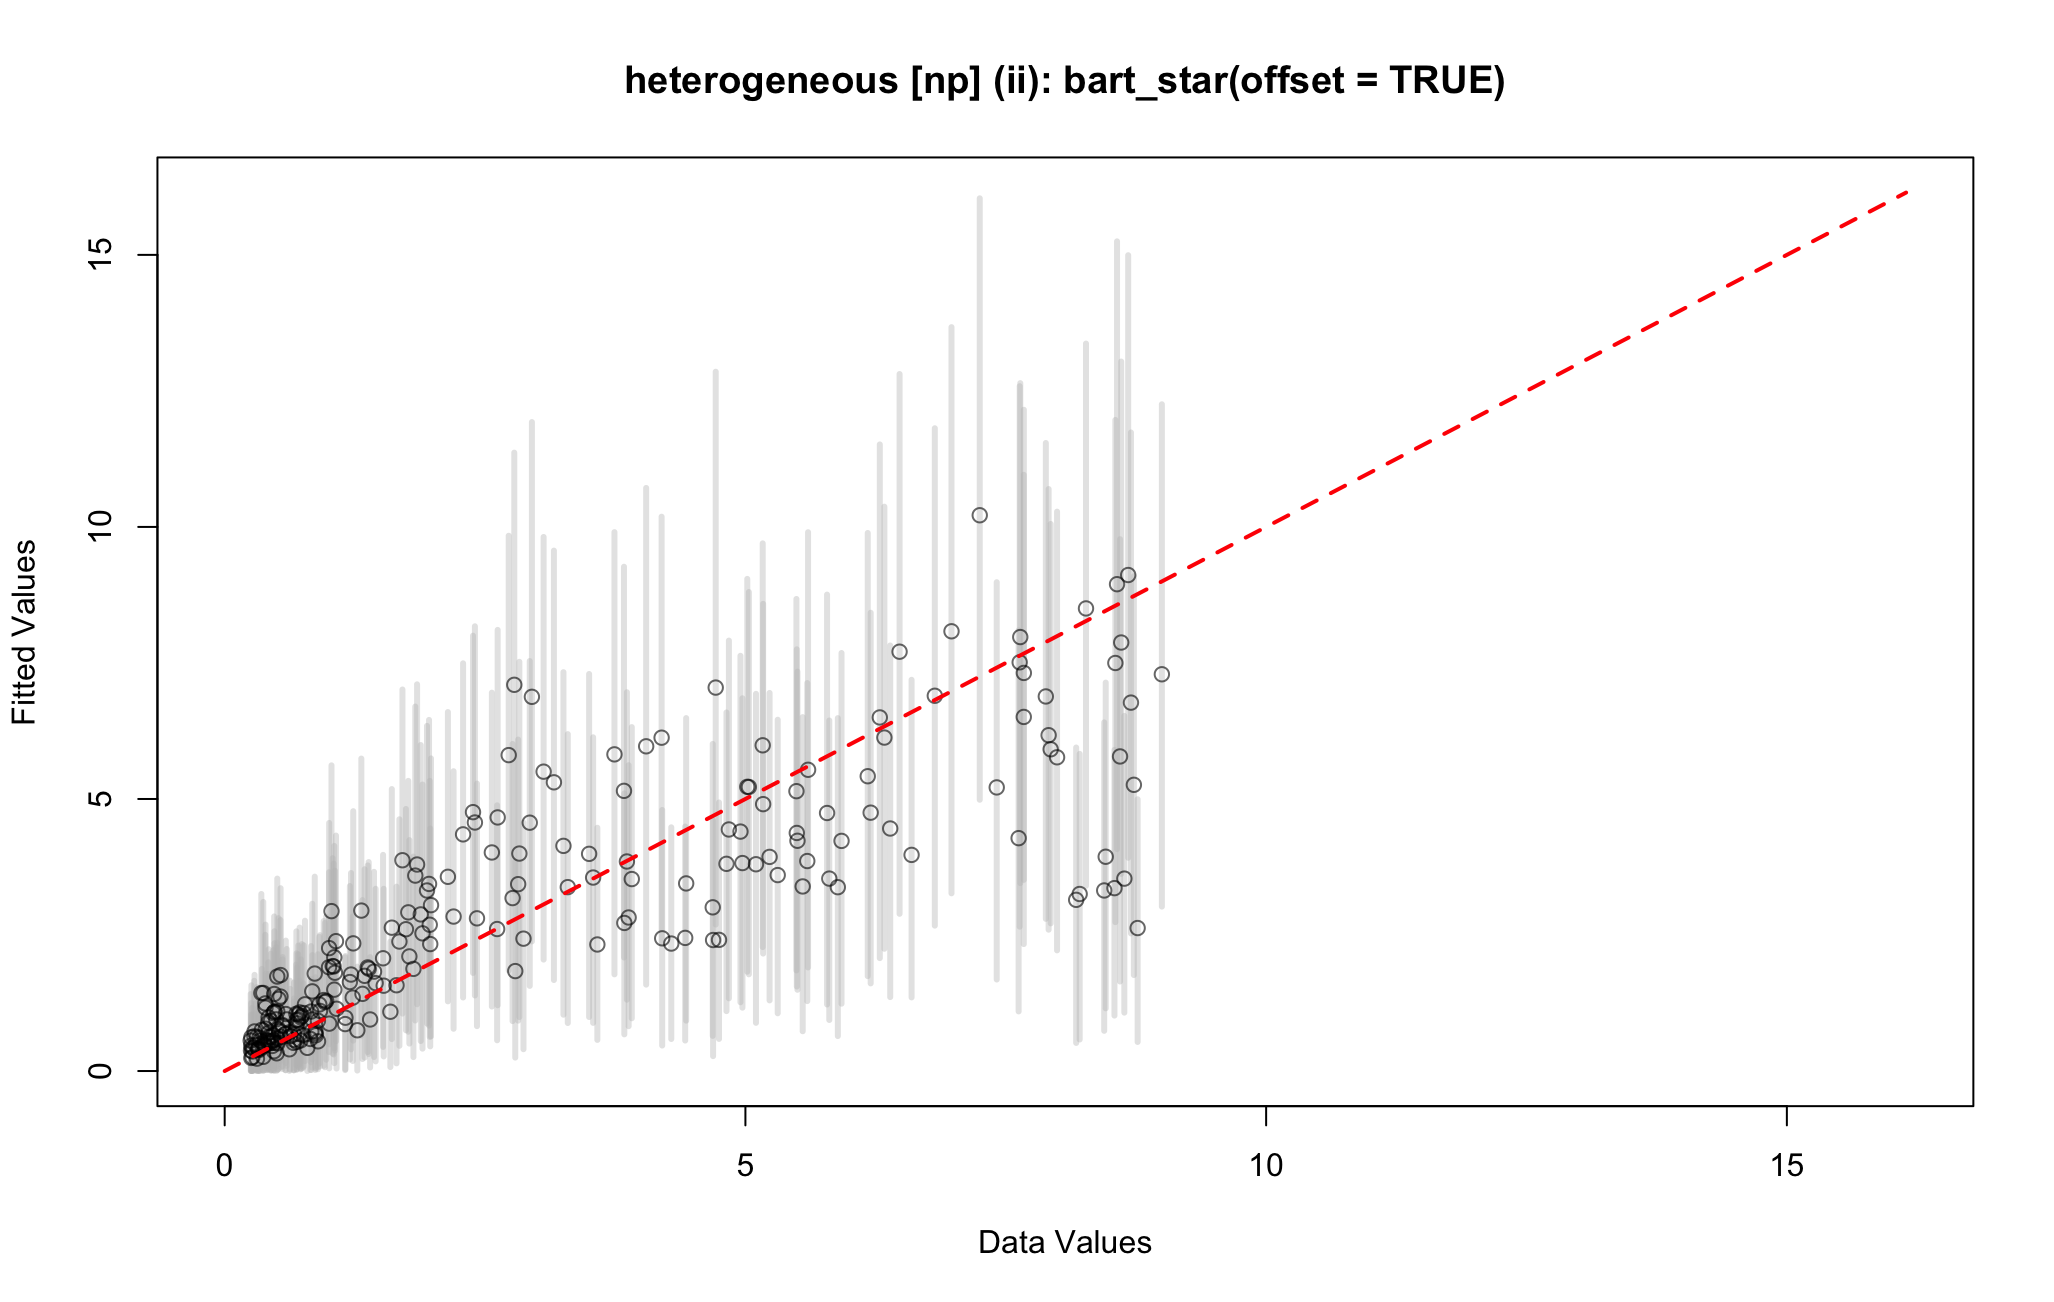 heterogeneous [np] (ii): bart_star(offset = TRUE)
15
10
5
0
Fitted Values
0 5 10 15
Data Values